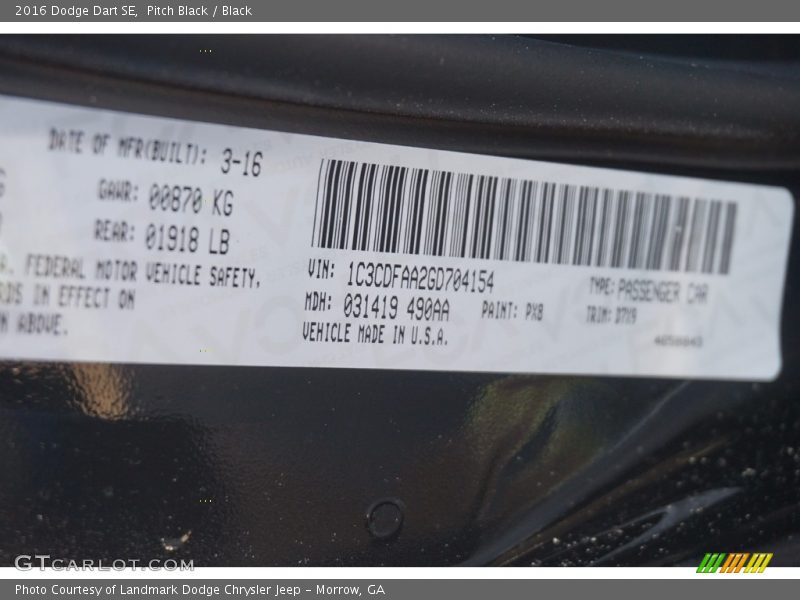 2016 Dodge Dart SE, Pitch Black / Black
DATE OF MFR(BUILT): 3-16
GAWR: 00870 KG
REAR: 01918 LB
FEDERAL MOTOR VEHICLE SAFETY,
IN EFFECT ON
ABOVE.
VIN: 1C3CDFAA2GD704154
TYPE: PASSENGER CAR
MDH: 031419 490AA
PAINT: PX8
TRIM: D7X9
VEHICLE MADE IN U.S.A.
GTcarlot.com
Photo Courtesy of Landmark Dodge Chrysler Jeep - Morrow, GA